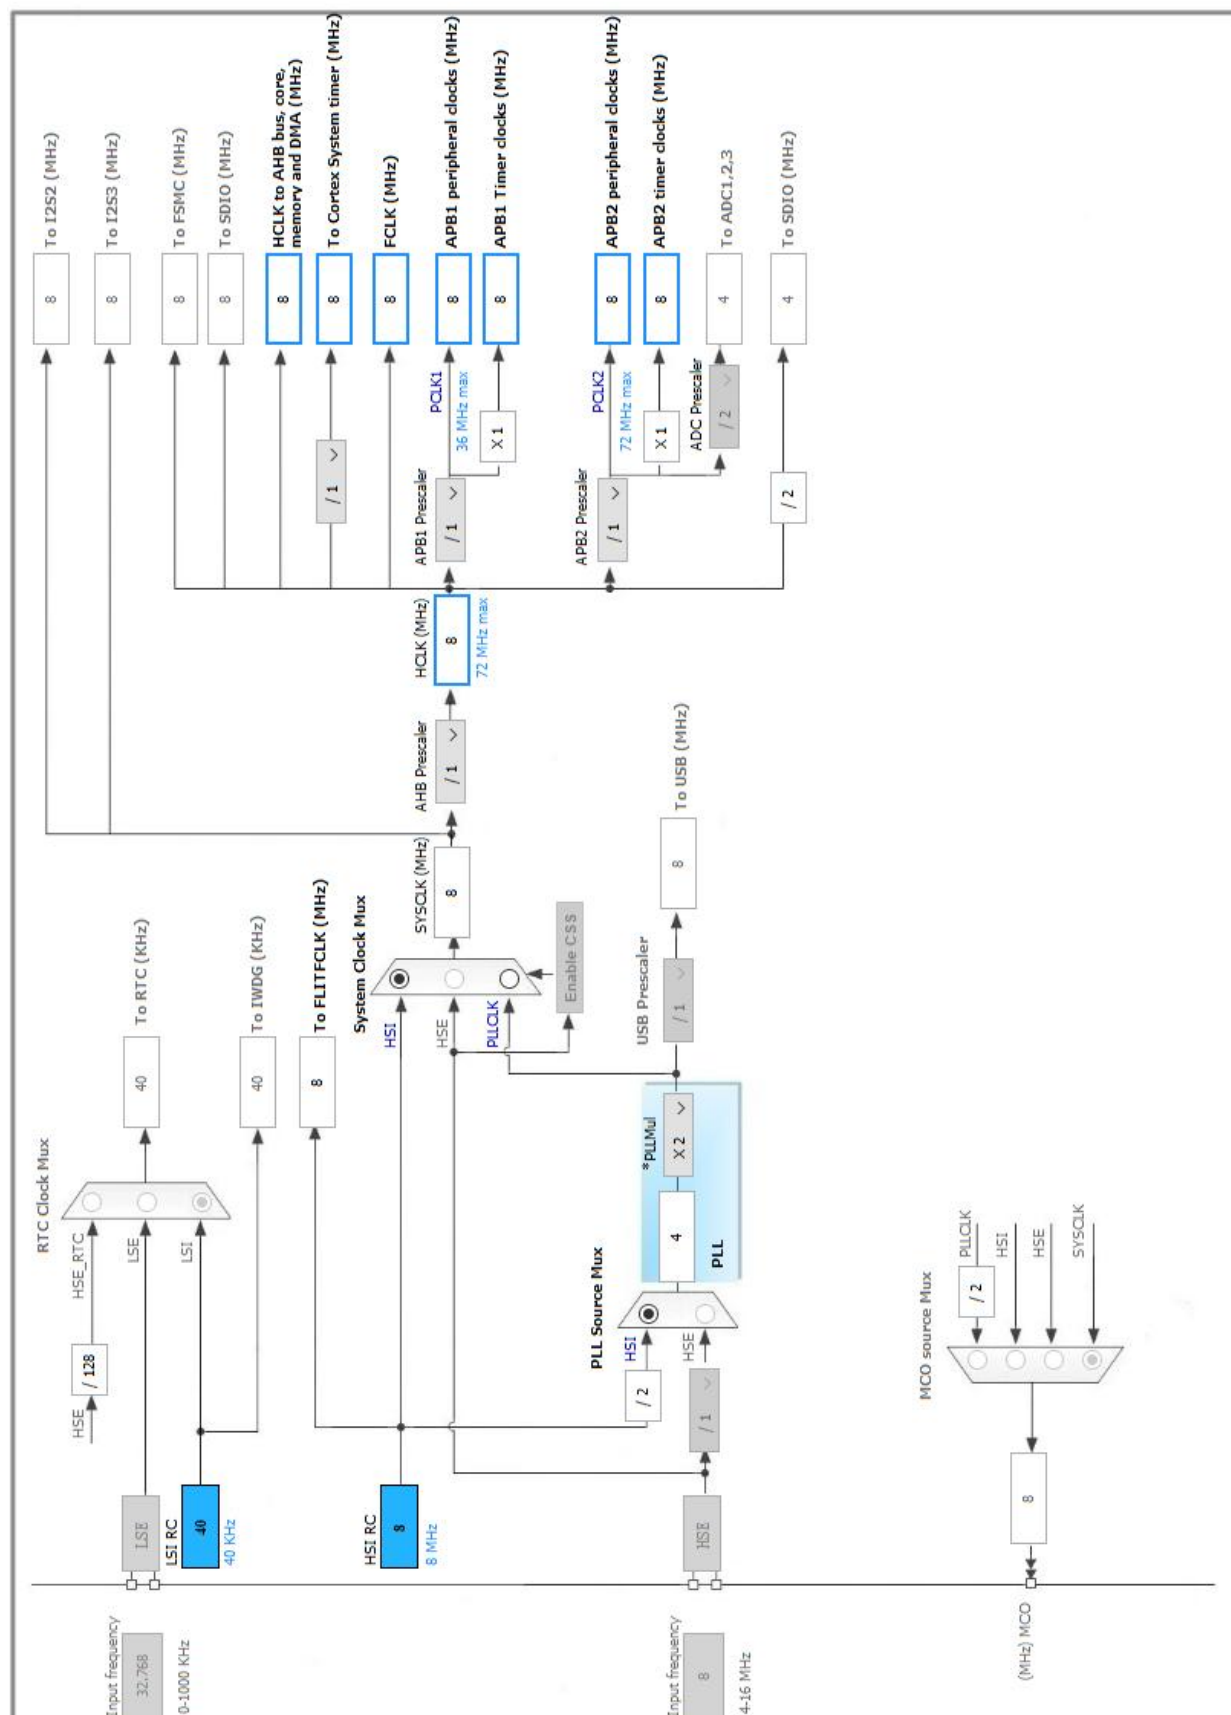 RTC Clock Mux
HSE
/ 128
HSE_RTC
Input frequency
32.768
0-1000 KHz
LSE
LSE
40
To RTC (KHz)
LSI RC
40
40 KHz
LSI
40
To IWDG (KHz)
8
To FLITFCLK (MHz)
HSI RC
8
8 MHz
System Clock Mux
HSI
HSE
PLLCLK
Enable CSS
SYSCLK (MHz)
8
AHB Prescaler
/ 1
HCLK (MHz)
8
72 MHz max
8
To I2S2 (MHz)
8
To I2S3 (MHz)
8
To FSMC (MHz)
8
To SDIO (MHz)
8
HCLK to AHB bus, core,
memory and DMA (MHz)
/ 1
8
To Cortex System timer (MHz)
8
FCLK (MHz)
APB1 Prescaler
/ 1
PCLK1
36 MHz max
8
APB1 peripheral clocks (MHz)
X 1
8
APB1 Timer clocks (MHz)
APB2 Prescaler
/ 1
PCLK2
72 MHz max
8
APB2 peripheral clocks (MHz)
X 1
8
APB2 timer clocks (MHz)
ADC Prescaler
/ 2
4
To ADC1,2,3
/ 2
4
To SDIO (MHz)
PLL Source Mux
/ 2
HSI
Input frequency
8
4-16 MHz
HSE
/ 1
HSE
4
*PLLMul
X 2
PLL
USB Prescaler
/ 1
8
To USB (MHz)
MCO source Mux
(MHz) MCO
8
/ 2
PLLCLK
HSI
HSE
SYSCLK